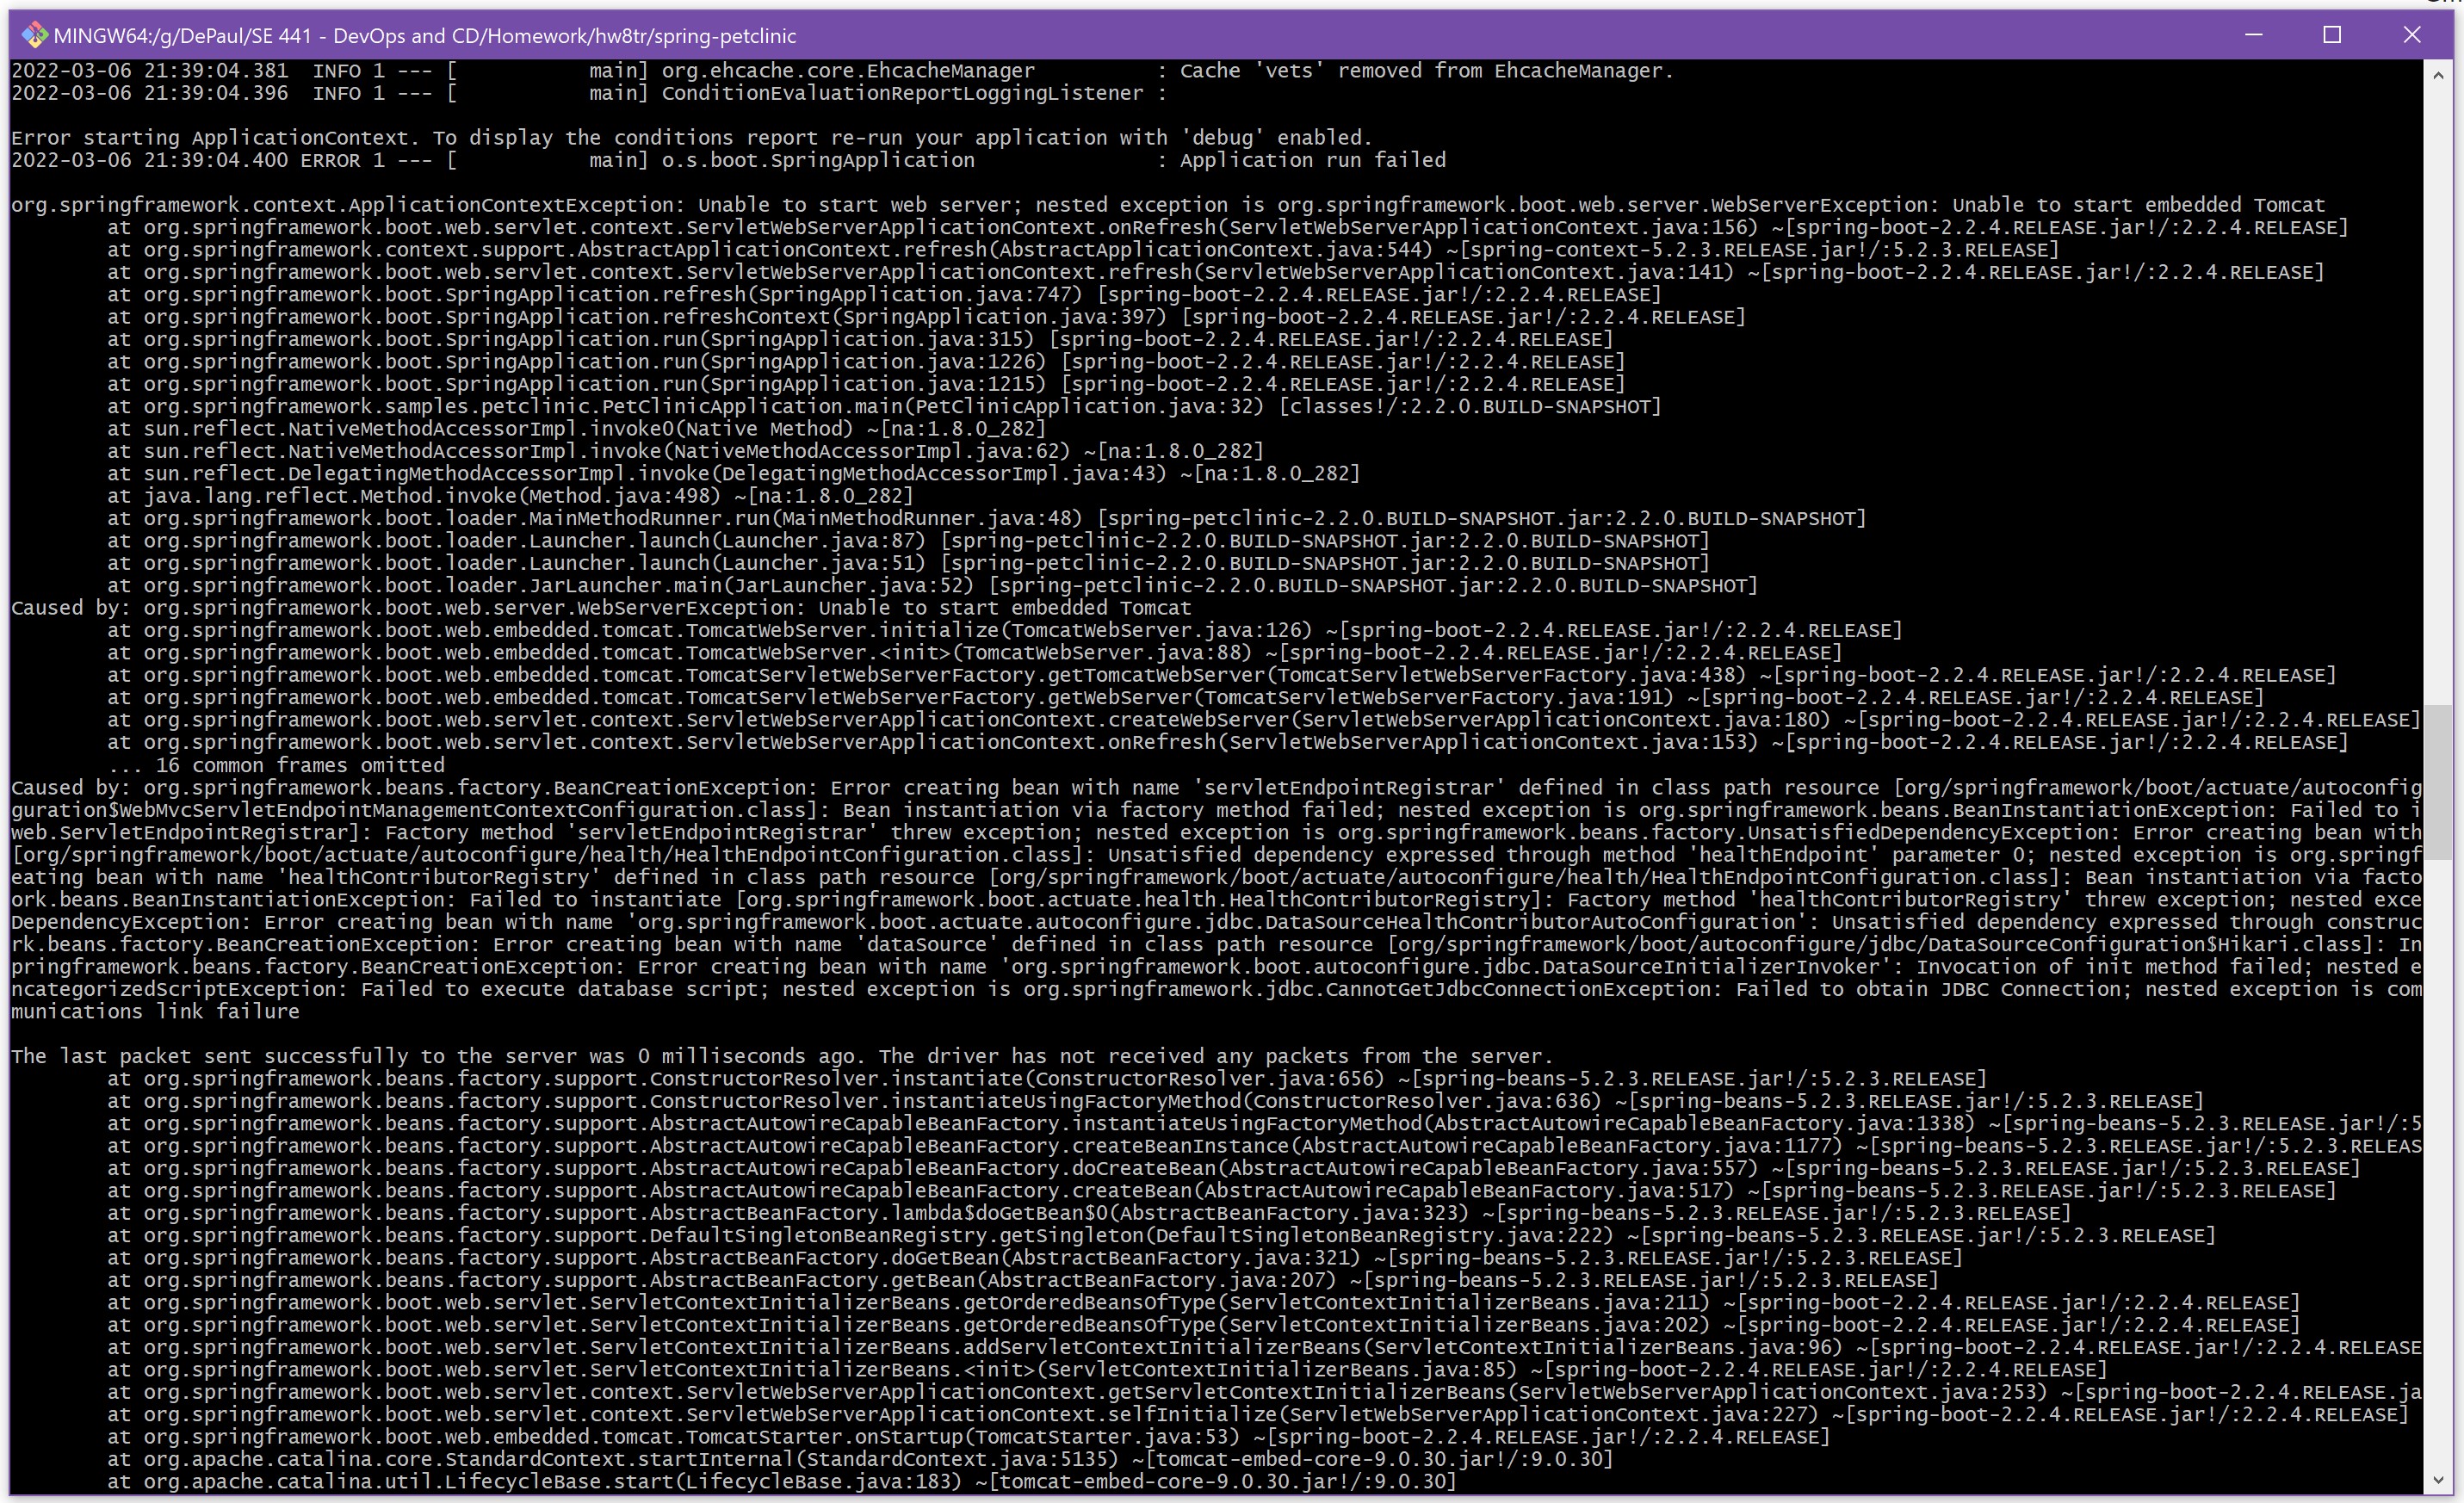 MINGW64:/g/DePaul/SE 441 - DevOps and CD/Homework/hw8tr/spring-petclinic
2022-03-06 21:39:04.381  INFO 1 --- [           main] org.ehcache.core.EhcacheManager          : Cache 'vets' removed from EhcacheManager.
2022-03-06 21:39:04.396  INFO 1 --- [           main] ConditionEvaluationReportLoggingListener :
Error starting ApplicationContext. To display the conditions report re-run your application with 'debug' enabled.
2022-03-06 21:39:04.400 ERROR 1 --- [           main] o.s.boot.SpringApplication               : Application run failed
org.springframework.context.ApplicationContextException: Unable to start web server; nested exception is org.springframework.boot.web.server.WebServerException: Unable to start embedded Tomcat
at org.springframework.boot.web.servlet.context.ServletWebServerApplicationContext.onRefresh(ServletWebServerApplicationContext.java:156) ~[spring-boot-2.2.4.RELEASE.jar!/:2.2.4.RELEASE]
at org.springframework.context.support.AbstractApplicationContext.refresh(AbstractApplicationContext.java:544) ~[spring-context-5.2.3.RELEASE.jar!/:5.2.3.RELEASE]
at org.springframework.boot.web.servlet.context.ServletWebServerApplicationContext.refresh(ServletWebServerApplicationContext.java:141) ~[spring-boot-2.2.4.RELEASE.jar!/:2.2.4.RELEASE]
at org.springframework.boot.SpringApplication.refresh(SpringApplication.java:747) [spring-boot-2.2.4.RELEASE.jar!/:2.2.4.RELEASE]
at org.springframework.boot.SpringApplication.refreshContext(SpringApplication.java:397) [spring-boot-2.2.4.RELEASE.jar!/:2.2.4.RELEASE]
at org.springframework.boot.SpringApplication.run(SpringApplication.java:315) [spring-boot-2.2.4.RELEASE.jar!/:2.2.4.RELEASE]
at org.springframework.boot.SpringApplication.run(SpringApplication.java:1226) [spring-boot-2.2.4.RELEASE.jar!/:2.2.4.RELEASE]
at org.springframework.boot.SpringApplication.run(SpringApplication.java:1215) [spring-boot-2.2.4.RELEASE.jar!/:2.2.4.RELEASE]
at org.springframework.samples.petclinic.PetClinicApplication.main(PetClinicApplication.java:32) [classes!/:2.2.0.BUILD-SNAPSHOT]
at sun.reflect.NativeMethodAccessorImpl.invoke0(Native Method) ~[na:1.8.0_282]
at sun.reflect.NativeMethodAccessorImpl.invoke(NativeMethodAccessorImpl.java:62) ~[na:1.8.0_282]
at sun.reflect.DelegatingMethodAccessorImpl.invoke(DelegatingMethodAccessorImpl.java:43) ~[na:1.8.0_282]
at java.lang.reflect.Method.invoke(Method.java:498) ~[na:1.8.0_282]
at org.springframework.boot.loader.MainMethodRunner.run(MainMethodRunner.java:48) [spring-petclinic-2.2.0.BUILD-SNAPSHOT.jar:2.2.0.BUILD-SNAPSHOT]
at org.springframework.boot.loader.Launcher.launch(Launcher.java:87) [spring-petclinic-2.2.0.BUILD-SNAPSHOT.jar:2.2.0.BUILD-SNAPSHOT]
at org.springframework.boot.loader.Launcher.launch(Launcher.java:51) [spring-petclinic-2.2.0.BUILD-SNAPSHOT.jar:2.2.0.BUILD-SNAPSHOT]
at org.springframework.boot.loader.JarLauncher.main(JarLauncher.java:52) [spring-petclinic-2.2.0.BUILD-SNAPSHOT.jar:2.2.0.BUILD-SNAPSHOT]
Caused by: org.springframework.boot.web.server.WebServerException: Unable to start embedded Tomcat
at org.springframework.boot.web.embedded.tomcat.TomcatWebServer.initialize(TomcatWebServer.java:126) ~[spring-boot-2.2.4.RELEASE.jar!/:2.2.4.RELEASE]
at org.springframework.boot.web.embedded.tomcat.TomcatWebServer.<init>(TomcatWebServer.java:88) ~[spring-boot-2.2.4.RELEASE.jar!/:2.2.4.RELEASE]
at org.springframework.boot.web.embedded.tomcat.TomcatServletWebServerFactory.getTomcatWebServer(TomcatServletWebServerFactory.java:438) ~[spring-boot-2.2.4.RELEASE.jar!/:2.2.4.RELEASE]
at org.springframework.boot.web.embedded.tomcat.TomcatServletWebServerFactory.getWebServer(TomcatServletWebServerFactory.java:191) ~[spring-boot-2.2.4.RELEASE.jar!/:2.2.4.RELEASE]
at org.springframework.boot.web.servlet.context.ServletWebServerApplicationContext.createWebServer(ServletWebServerApplicationContext.java:180) ~[spring-boot-2.2.4.RELEASE.jar!/:2.2.4.RELEASE]
at org.springframework.boot.web.servlet.context.ServletWebServerApplicationContext.onRefresh(ServletWebServerApplicationContext.java:153) ~[spring-boot-2.2.4.RELEASE.jar!/:2.2.4.RELEASE]
... 16 common frames omitted
Caused by: org.springframework.beans.factory.BeanCreationException: Error creating bean with name 'servletEndpointRegistrar' defined in class path resource [org/springframework/boot/actuate/autoconfig
guration$WebMvcServletEndpointManagementContextConfiguration.class]: Bean instantiation via factory method failed; nested exception is org.springframework.beans.BeanInstantiationException: Failed to i
web.ServletEndpointRegistrar]: Factory method 'servletEndpointRegistrar' threw exception; nested exception is org.springframework.beans.factory.UnsatisfiedDependencyException: Error creating bean with
[org/springframework/boot/actuate/autoconfigure/health/HealthEndpointConfiguration.class]: Unsatisfied dependency expressed through method 'healthEndpoint' parameter 0; nested exception is org.springf
eating bean with name 'healthContributorRegistry' defined in class path resource [org/springframework/boot/actuate/autoconfigure/health/HealthEndpointConfiguration.class]: Bean instantiation via facto
ork.beans.BeanInstantiationException: Failed to instantiate [org.springframework.boot.actuate.health.HealthContributorRegistry]: Factory method 'healthContributorRegistry' threw exception; nested exce
DependencyException: Error creating bean with name 'org.springframework.boot.actuate.autoconfigure.jdbc.DataSourceHealthContributorAutoConfiguration': Unsatisfied dependency expressed through construc
rk.beans.factory.BeanCreationException: Error creating bean with name 'dataSource' defined in class path resource [org/springframework/boot/autoconfigure/jdbc/DataSourceConfiguration$Hikari.class]: In
pringframework.beans.factory.BeanCreationException: Error creating bean with name 'org.springframework.boot.autoconfigure.jdbc.DataSourceInitializerInvoker': Invocation of init method failed; nested e
ncategorizedScriptException: Failed to execute database script; nested exception is org.springframework.jdbc.CannotGetJdbcConnectionException: Failed to obtain JDBC Connection; nested exception is com
munications link failure
The last packet sent successfully to the server was 0 milliseconds ago. The driver has not received any packets from the server.
at org.springframework.beans.factory.support.ConstructorResolver.instantiate(ConstructorResolver.java:656) ~[spring-beans-5.2.3.RELEASE.jar!/:5.2.3.RELEASE]
at org.springframework.beans.factory.support.ConstructorResolver.instantiateUsingFactoryMethod(ConstructorResolver.java:636) ~[spring-beans-5.2.3.RELEASE.jar!/:5.2.3.RELEASE]
at org.springframework.beans.factory.support.AbstractAutowireCapableBeanFactory.instantiateUsingFactoryMethod(AbstractAutowireCapableBeanFactory.java:1338) ~[spring-beans-5.2.3.RELEASE.jar!/:5
at org.springframework.beans.factory.support.AbstractAutowireCapableBeanFactory.createBeanInstance(AbstractAutowireCapableBeanFactory.java:1177) ~[spring-beans-5.2.3.RELEASE.jar!/:5.2.3.RELEAS
at org.springframework.beans.factory.support.AbstractAutowireCapableBeanFactory.doCreateBean(AbstractAutowireCapableBeanFactory.java:557) ~[spring-beans-5.2.3.RELEASE.jar!/:5.2.3.RELEASE]
at org.springframework.beans.factory.support.AbstractAutowireCapableBeanFactory.createBean(AbstractAutowireCapableBeanFactory.java:517) ~[spring-beans-5.2.3.RELEASE.jar!/:5.2.3.RELEASE]
at org.springframework.beans.factory.support.AbstractBeanFactory.lambda$doGetBean$0(AbstractBeanFactory.java:323) ~[spring-beans-5.2.3.RELEASE.jar!/:5.2.3.RELEASE]
at org.springframework.beans.factory.support.DefaultSingletonBeanRegistry.getSingleton(DefaultSingletonBeanRegistry.java:222) ~[spring-beans-5.2.3.RELEASE.jar!/:5.2.3.RELEASE]
at org.springframework.beans.factory.support.AbstractBeanFactory.doGetBean(AbstractBeanFactory.java:321) ~[spring-beans-5.2.3.RELEASE.jar!/:5.2.3.RELEASE]
at org.springframework.beans.factory.support.AbstractBeanFactory.getBean(AbstractBeanFactory.java:207) ~[spring-beans-5.2.3.RELEASE.jar!/:5.2.3.RELEASE]
at org.springframework.boot.web.servlet.ServletContextInitializerBeans.getOrderedBeansOfType(ServletContextInitializerBeans.java:211) ~[spring-boot-2.2.4.RELEASE.jar!/:2.2.4.RELEASE]
at org.springframework.boot.web.servlet.ServletContextInitializerBeans.getOrderedBeansOfType(ServletContextInitializerBeans.java:202) ~[spring-boot-2.2.4.RELEASE.jar!/:2.2.4.RELEASE]
at org.springframework.boot.web.servlet.ServletContextInitializerBeans.addServletContextInitializerBeans(ServletContextInitializerBeans.java:96) ~[spring-boot-2.2.4.RELEASE.jar!/:2.2.4.RELEASE
at org.springframework.boot.web.servlet.ServletContextInitializerBeans.<init>(ServletContextInitializerBeans.java:85) ~[spring-boot-2.2.4.RELEASE.jar!/:2.2.4.RELEASE]
at org.springframework.boot.web.servlet.context.ServletWebServerApplicationContext.getServletContextInitializerBeans(ServletWebServerApplicationContext.java:253) ~[spring-boot-2.2.4.RELEASE.ja
at org.springframework.boot.web.servlet.context.ServletWebServerApplicationContext.selfInitialize(ServletWebServerApplicationContext.java:227) ~[spring-boot-2.2.4.RELEASE.jar!/:2.2.4.RELEASE]
at org.springframework.boot.web.embedded.tomcat.TomcatStarter.onStartup(TomcatStarter.java:53) ~[spring-boot-2.2.4.RELEASE.jar!/:2.2.4.RELEASE]
at org.apache.catalina.core.StandardContext.startInternal(StandardContext.java:5135) ~[tomcat-embed-core-9.0.30.jar!/:9.0.30]
at org.apache.catalina.util.LifecycleBase.start(LifecycleBase.java:183) ~[tomcat-embed-core-9.0.30.jar!/:9.0.30]